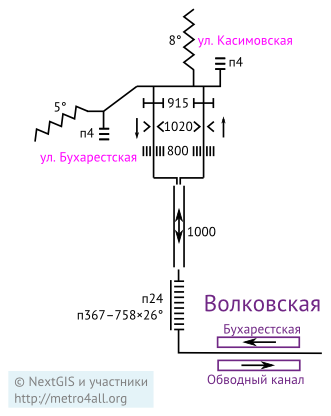 8°
ул. Касимовская
п4
5°
915
п4
1020
ул. Бухарестская
800
1000
п24
п367–758×26°
Волковская
Бухарестская
Обводный канал
© NextGIS и участники
http://metro4all.org